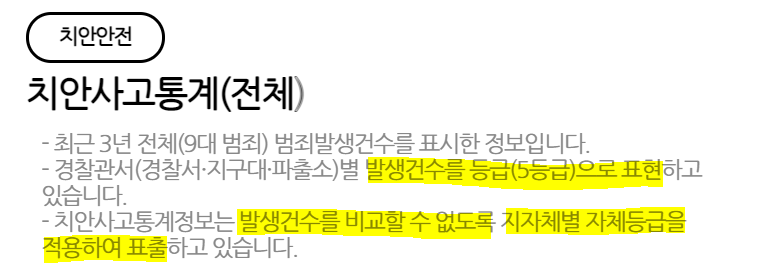 치안안전
치안사고통계(전체)
- 최근 3년 전체(9대 범죄) 범죄발생건수를 표시한 정보입니다.
- 경찰관서(경찰서·지구대·파출소)별 발생건수를 등급(5등급)으로 표현하고
있습니다.
- 치안사고통계정보는 발생건수를 비교할 수 없도록 지자체별 자체등급을
적용하여 표출하고 있습니다.